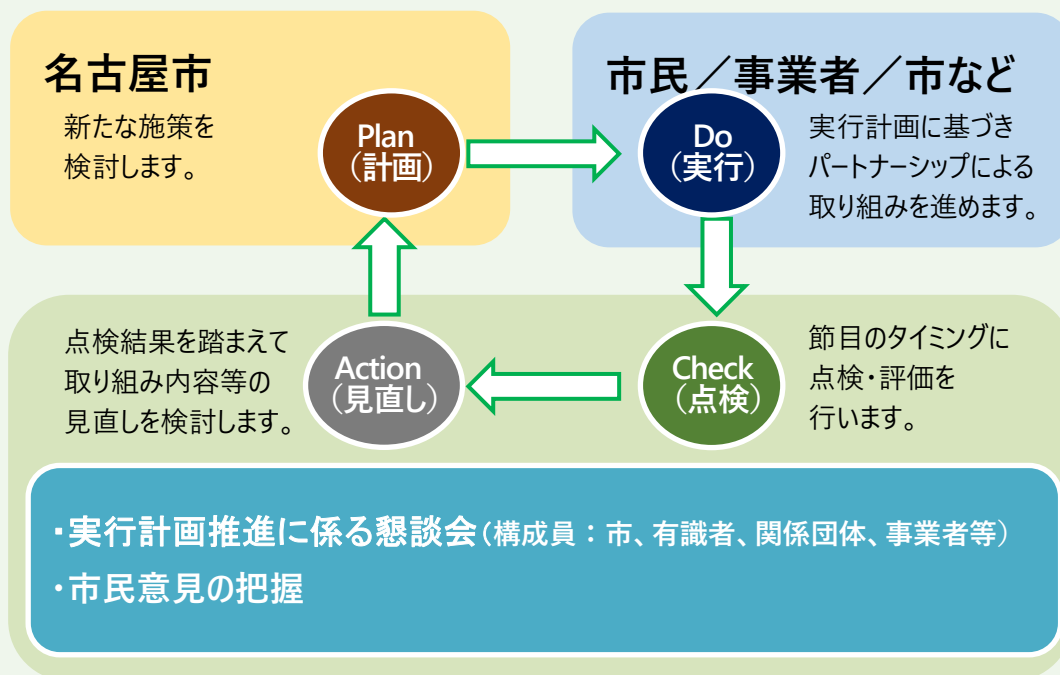 名古屋市
新たな施策を
検討します。
Plan
（計画）
市民／事業者／市など
Do
（実行）
実行計画に基づき
パートナーシップによる
取り組みを進めます。
点検結果を踏まえて
取り組み内容等の
見直しを検討します。
Action
（見直し）
Check
（点検）
節目のタイミングに
点検・評価を
行います。
・実行計画推進に係る懇談会（構成員：市、有識者、関係団体、事業者等）
・市民意見の把握